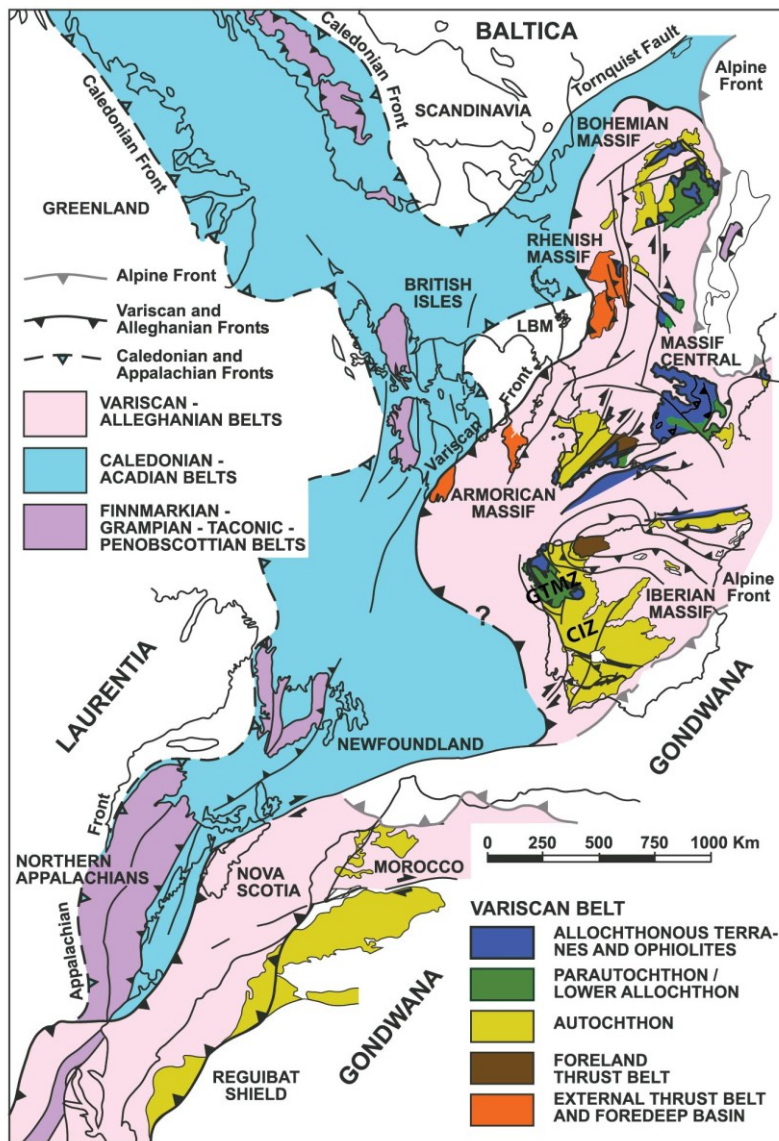 BALTICA
Caledonian Front
Caledonian
Front
Tornquist Fault
Alpine
Front
SCANDINAVIA
BOHEMIAN
MASSIF
Caledonian Front
GREENLAND
RHENISH
MASSIF
BRITISH
ISLES
LBM
MASSIF
CENTRAL
Variscan Front
ARMORICAN
MASSIF
Alpine Front
Variscan and
Alleghanian Fronts
Caledonian and
Appalachian Fronts
VARISCAN -
ALLEGHANIAN BELTS
CALEDONIAN -
ACADIAN BELTS
FINNMARKIAN -
GRAMPIAN - TACONIC -
PENOBSCOTTIAN BELTS
GTMZ
CIZ
IBERIAN
MASSIF
Alpine
Front
?
LAURENTIA
GONDWANA
NEWFOUNDLAND
Appalachian Front
NORTHERN
APPALACHIANS
NOVA
SCOTIA
MOROCCO
GONDWANA
REGUIBAT
SHIELD
0 250 500 750 1000 Km
VARISCAN BELT
ALLOCHTHONOUS TERRA-
NES AND OPHIOLITES
PARAUTOCHTHON /
LOWER ALLOCHTHON
AUTOCHTHON
FORELAND
THRUST BELT
EXTERNAL THRUST BELT
AND FOREDEEP BASIN